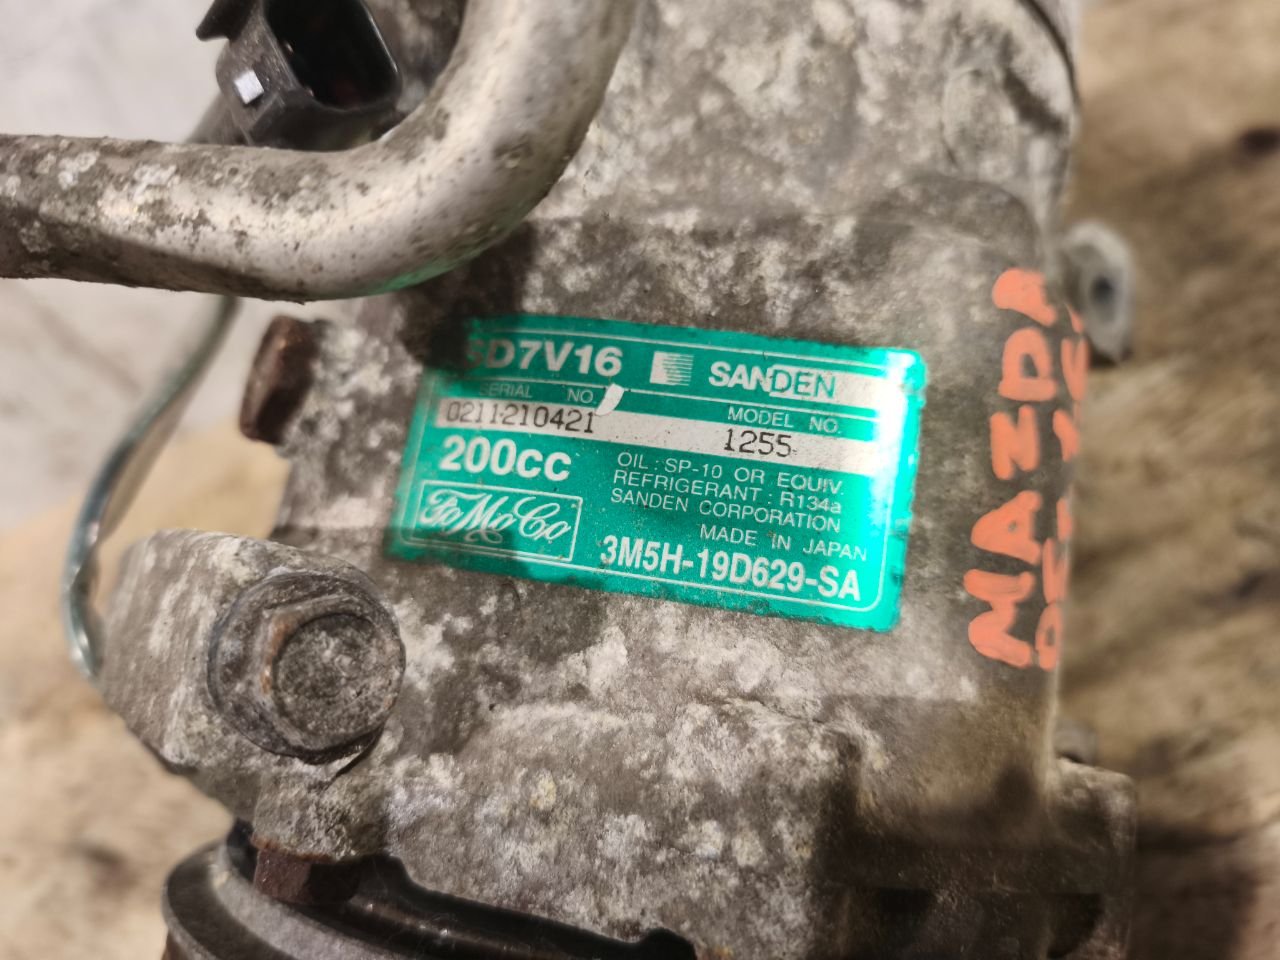 SD7V16 SANDEN
SERIAL NO.
MODEL NO.
0211210421
1255
200cc
OIL : SP-10 OR EQUIV.
REFRIGERANT : R134a
SANDEN CORPORATION
MADE IN JAPAN
FoMoCo
3M5H-19D629-SA
MAZDA